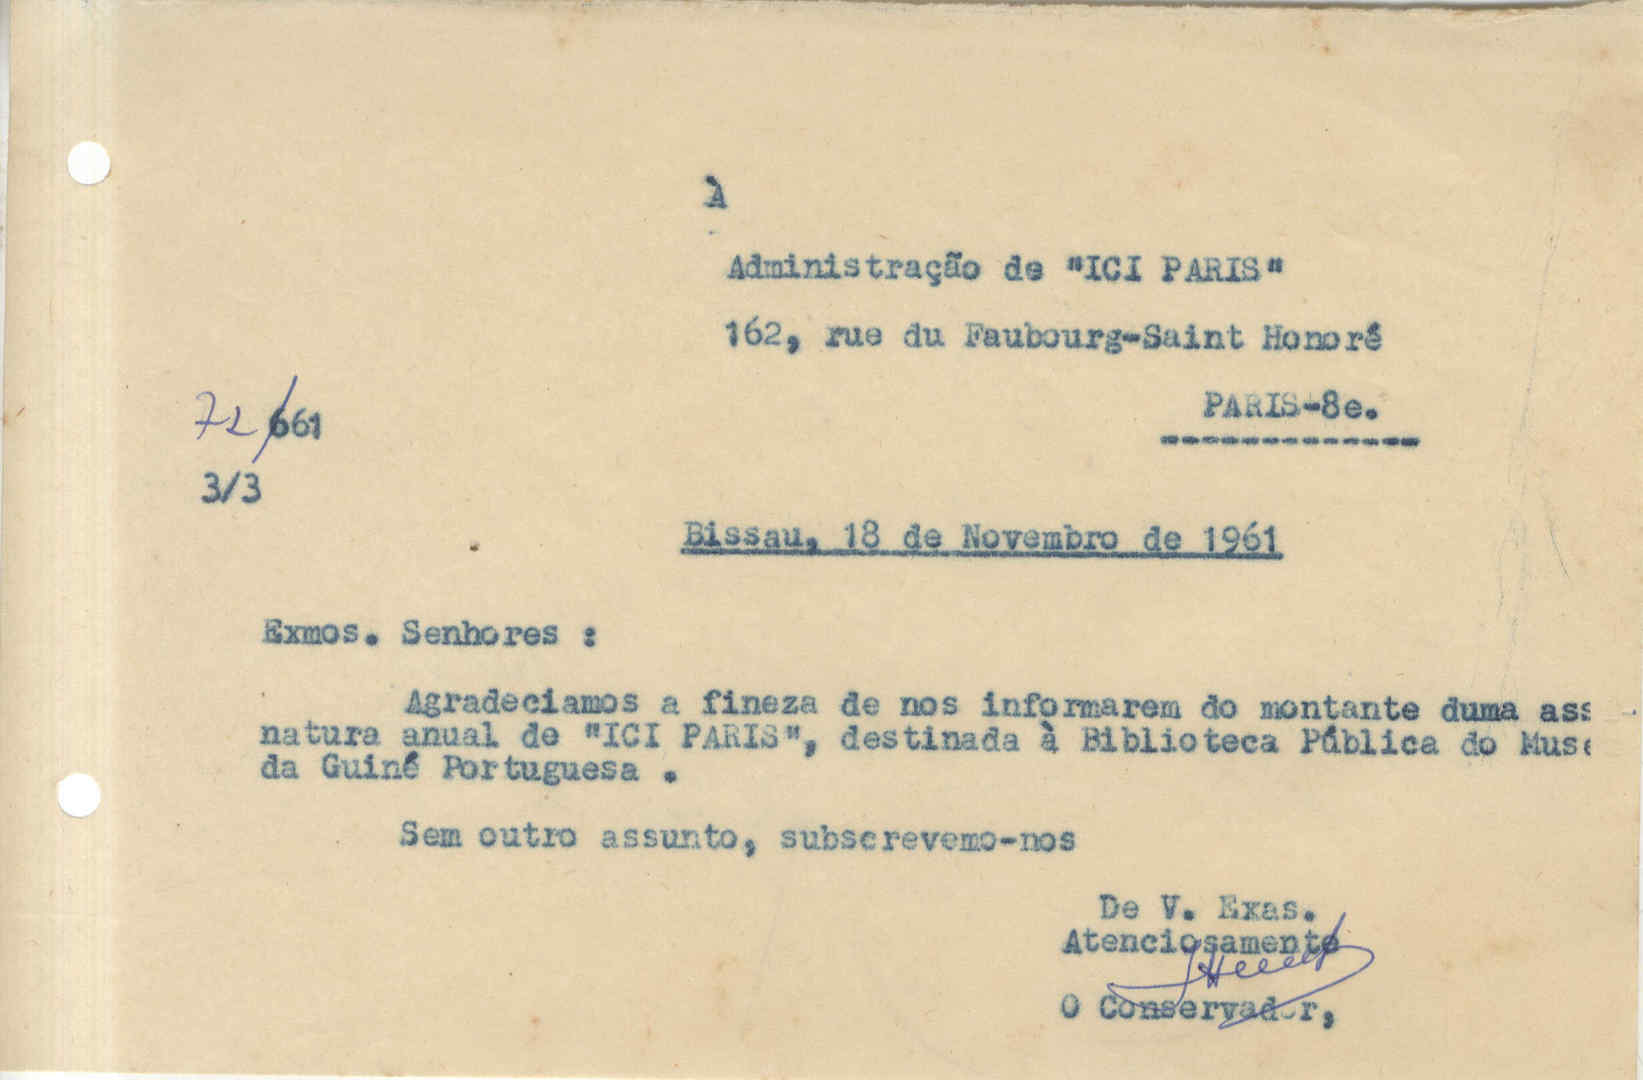 À
Administração de "ICI PARIS"
162, rue du Faubourg-Saint Honoré
PARIS-8e.
72/661
3/3
Bissau, 18 de Novembro de 1961
Exmos. Senhores :
Agradeciamos a fineza de nos informarem do montante duma ass
natura anual de "ICI PARIS", destinada à Biblioteca Pública do Muse
da Guiné Portuguesa .
Sem outro assunto, subscrevemo-nos
De V. Exas.
Atenciosamente
O Conservador,